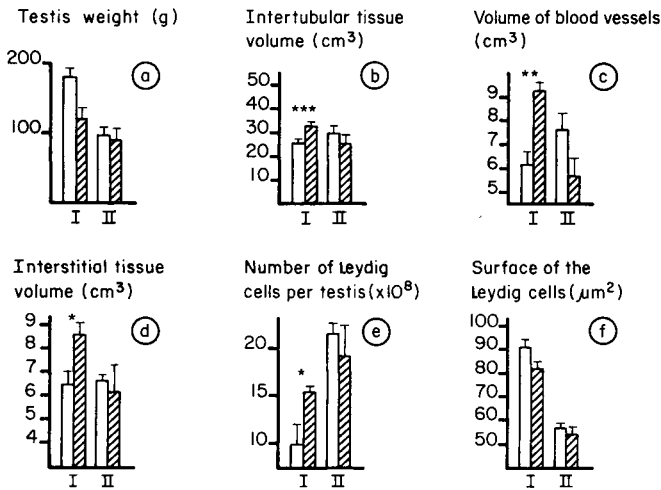 Testis weight (g)
200
100
a
I II
Intertubular tissue
volume (cm³)
50
40
30
20
10
***
b
I II
Volume of blood vessels
(cm³)
9
8
7
6
5
**
c
I II
Interstitial tissue
volume (cm³)
9
8
7
6
5
4
*
d
I II
Number of Leydig
cells per testis (x10⁸)
20
15
10
*
e
I II
Surface of the
Leydig cells (μm²)
100
90
80
70
60
50
f
I II